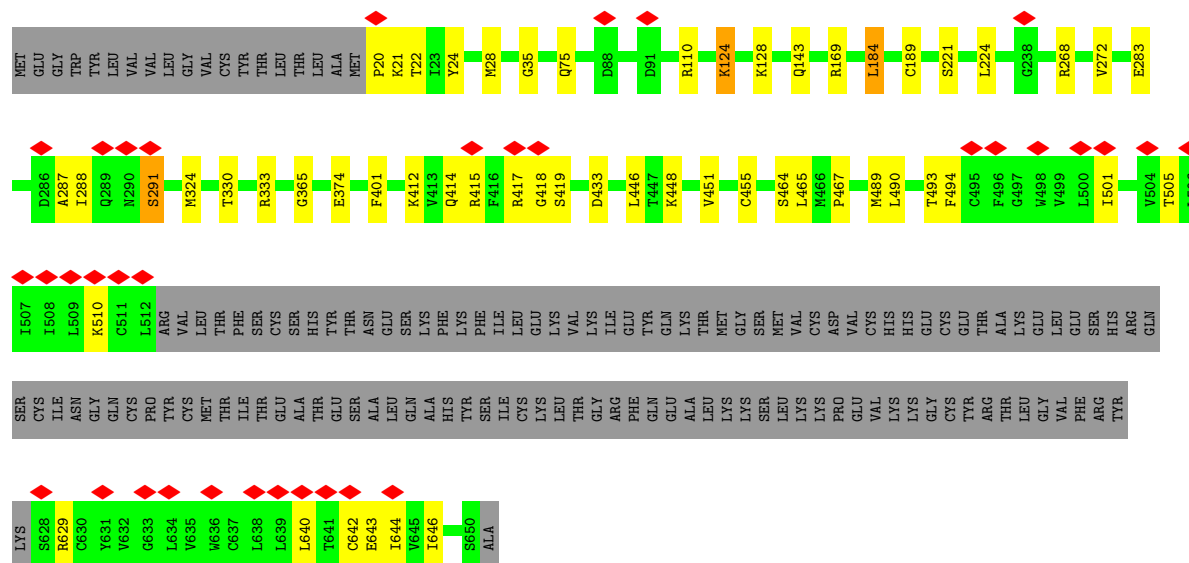 MET GLU GLY TRP TYR LEU VAL VAL LEU GLY VAL CYS TYR THR LEU THR LEU ALA MET P20 K21 T22 I23 Y24 M28 G35 Q75 D88 D91 R110 K124 K128 Q143 R169 L184 C189 S221 L224 G238 R268 V272 E283
D286 A287 I288 Q289 N290 S291 M324 T330 R333 G365 E374 F401 K412 V413 Q414 R415 F416 R417 G418 S419 D433 L446 T447 K448 V451 C455 S464 L465 M466 P467 M489 L490 T493 F494 C495 F496 G497 W498 V499 L500 I501 V504 T505
I507 I508 L509 K510 C511 L512 ARG VAL LEU THR PHE SER CYS SER HIS TYR THR ASN GLU SER LYS PHE LYS PHE ILE LEU GLU LYS VAL LYS ILE GLU TYR GLN LYS THR MET GLY SER MET VAL CYS ASP VAL CYS HIS HIS GLU CYS GLU THR ALA LYS GLU LEU GLU SER HIS ARG GLN
SER CYS ILE ASN GLY GLN CYS PRO TYR CYS MET THR ILE THR GLU ALA THR GLU SER ALA LEU GLN ALA HIS TYR SER ILE CYS LYS LEU THR GLY ARG PHE GLN GLU ALA LEU LYS LYS SER LEU LYS LYS PRO GLU VAL LYS LYS GLY CYS TYR ARG THR LEU GLY VAL PHE ARG TYR
LYS S628 R629 C630 Y631 V632 G633 L634 V635 W636 C637 L638 L639 L640 T641 C642 E643 I644 V645 I646 S650 ALA